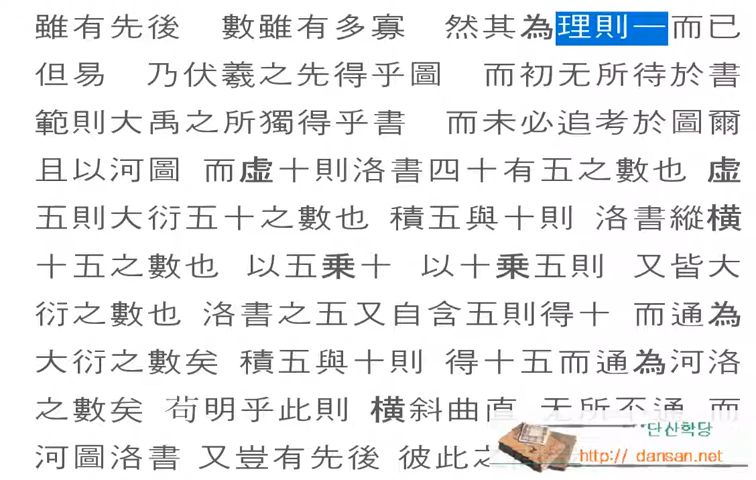 雖有先後 數雖有多寡 然其為理則一而已
但易 乃伏羲之先得乎圖 而初无所待於書
範則大禹之所獨得乎書 而未必追考於圖爾
且以河圖 而虛十則洛書四十有五之數也 虛
五則大衍五十之數也 積五與十則 洛書縱橫
十五之數也 以五乘十 以十乘五則 又皆大
衍之數也 洛書之五又自含五則得十 而通為
大衍之數矣 積五與十則 得十五而通為河洛
之數矣 苟明乎此則 橫斜曲直 无所不通 而
河圖洛書 又豈有先後 彼此之
단산학당
http://dansan.net